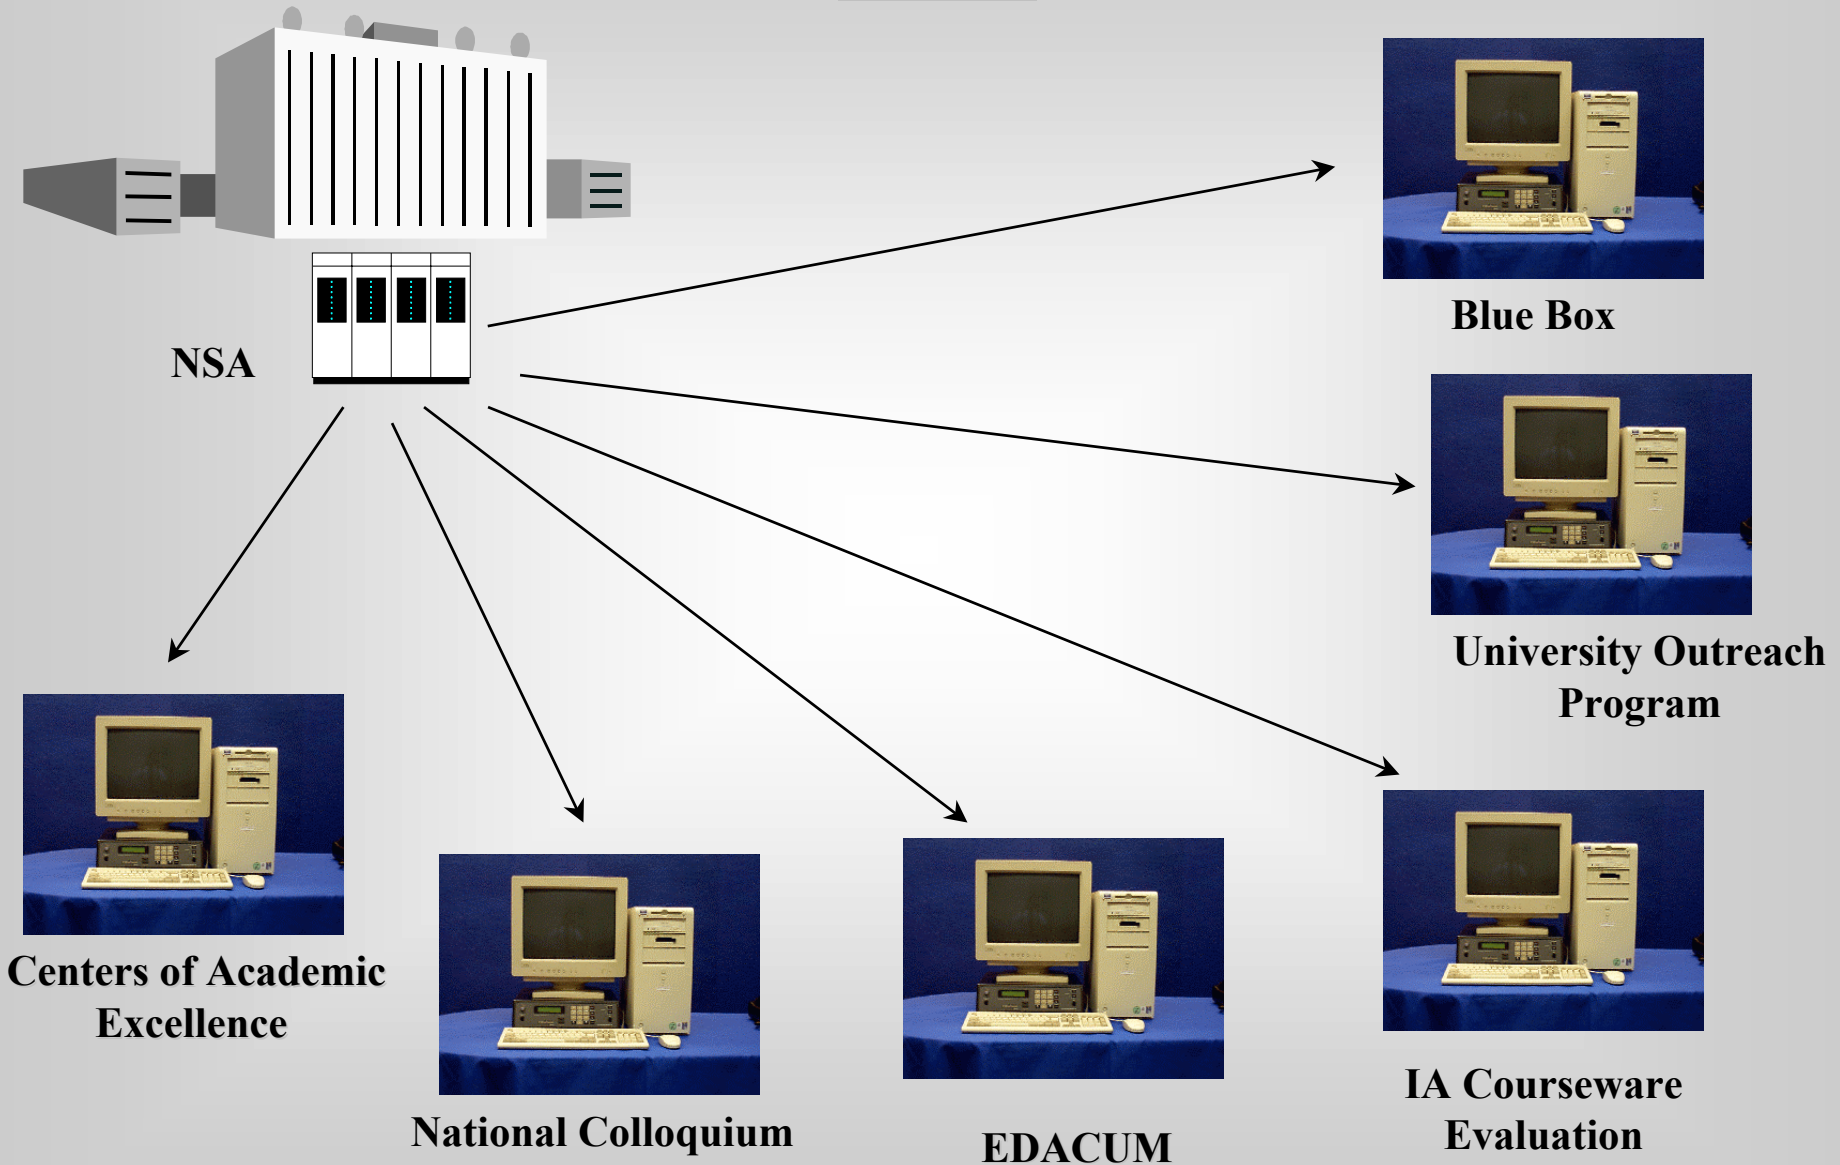 NSA
Blue Box
University Outreach
Program
Centers of Academic
Excellence
National Colloquium
EDACUM
IA Courseware
Evaluation